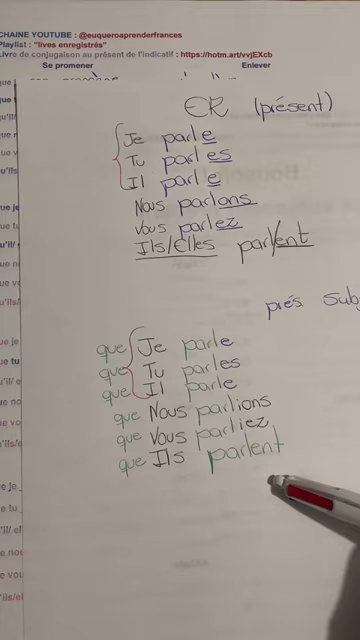 CHAINE YOUTUBE : @euqueroaprenderfrances
Playlist : "lives enregistrés"
Livre de conjugaison au présent de l'indicatif : https://hotm.art/vvjEXcb
Se promener Enlever
ER (présent)
Je parle
Tu parles
Il parle
Nous parlons
Vous parlez
Ils/Elles parlent
prés Sub
que Je parle
que Tu parles
que Il parle
que Nous parlions
que Vous parliez
que Ils parlent